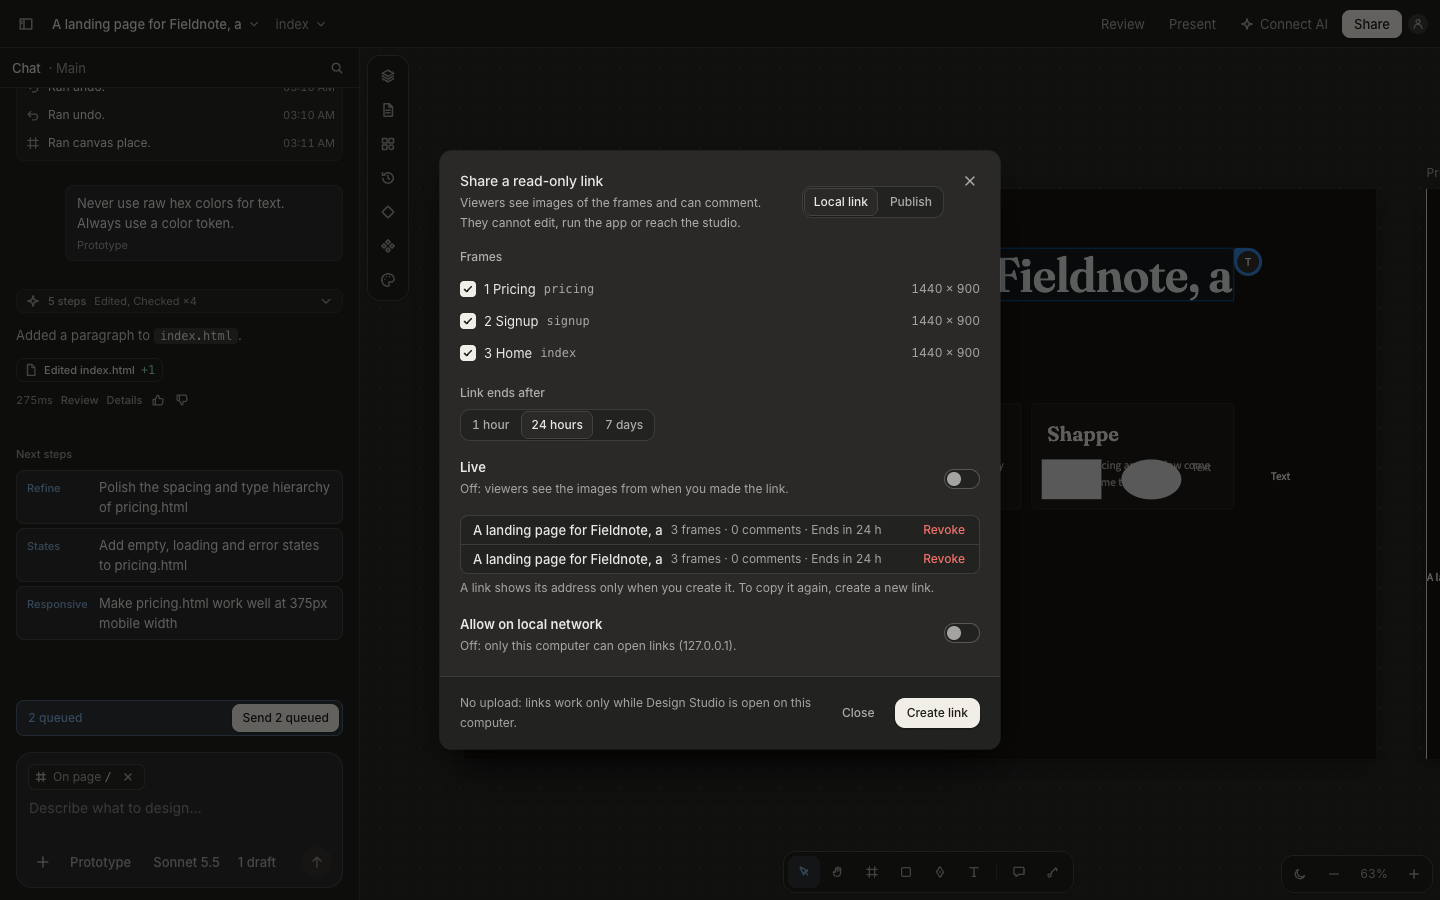 A landing page for Fieldnote, a
index
Review
Present
Connect AI
Share
Chat · Main
Ran undo. 03:10 AM
Ran undo. 03:10 AM
Ran canvas place. 03:11 AM
Never use raw hex colors for text.
Always use a color token.
Prototype
5 steps Edited, Checked ×4
Added a paragraph to index.html.
Edited index.html +1
275ms Review Details
Next steps
Refine Polish the spacing and type hierarchy
of pricing.html
States Add empty, loading and error states
to pricing.html
Responsive Make pricing.html work well at 375px
mobile width
2 queued
Send 2 queued
On page /
Describe what to design...
Prototype Sonnet 5.5 1 draft
Share a read-only link
Viewers see images of the frames and can comment.
They cannot edit, run the app or reach the studio.
Local link Publish
Frames
1 Pricing pricing 1440 × 900
2 Signup signup 1440 × 900
3 Home index 1440 × 900
Link ends after
1 hour 24 hours 7 days
Live
Off: viewers see the images from when you made the link.
A landing page for Fieldnote, a 3 frames · 0 comments · Ends in 24 h Revoke
A landing page for Fieldnote, a 3 frames · 0 comments · Ends in 24 h Revoke
A link shows its address only when you create it. To copy it again, create a new link.
Allow on local network
Off: only this computer can open links (127.0.0.1).
No upload: links work only while Design Studio is open on this
computer.
Close
Create link
Pr
Fieldnote, a
T
Shappe
Text
Text
T
63%